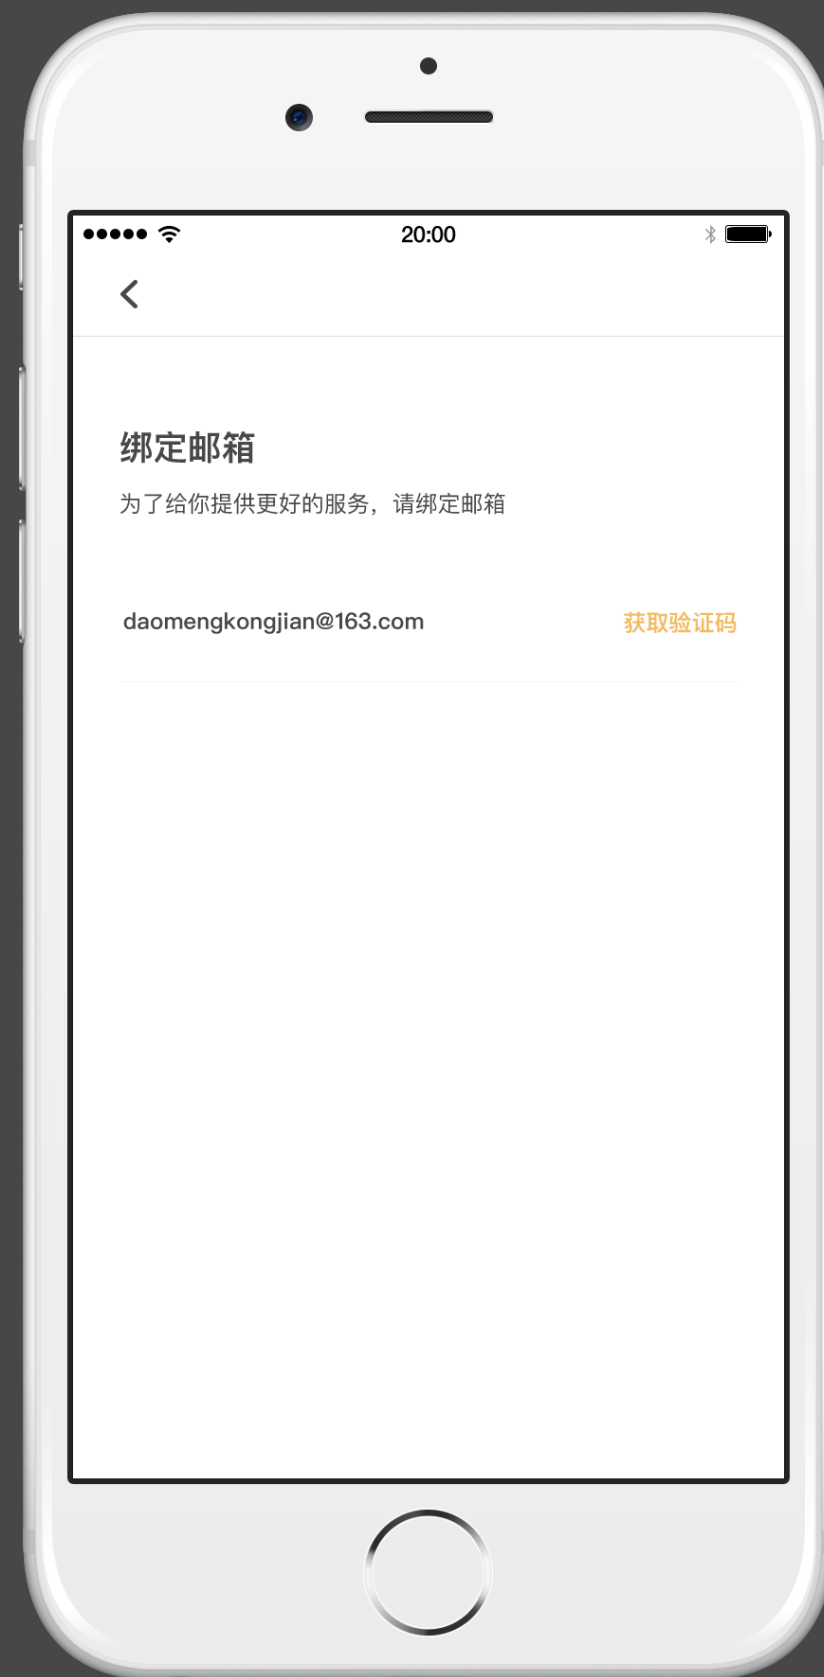 20:00
绑定邮箱
为了给你提供更好的服务，请绑定邮箱
daomengkongjian@163.com 获取验证码